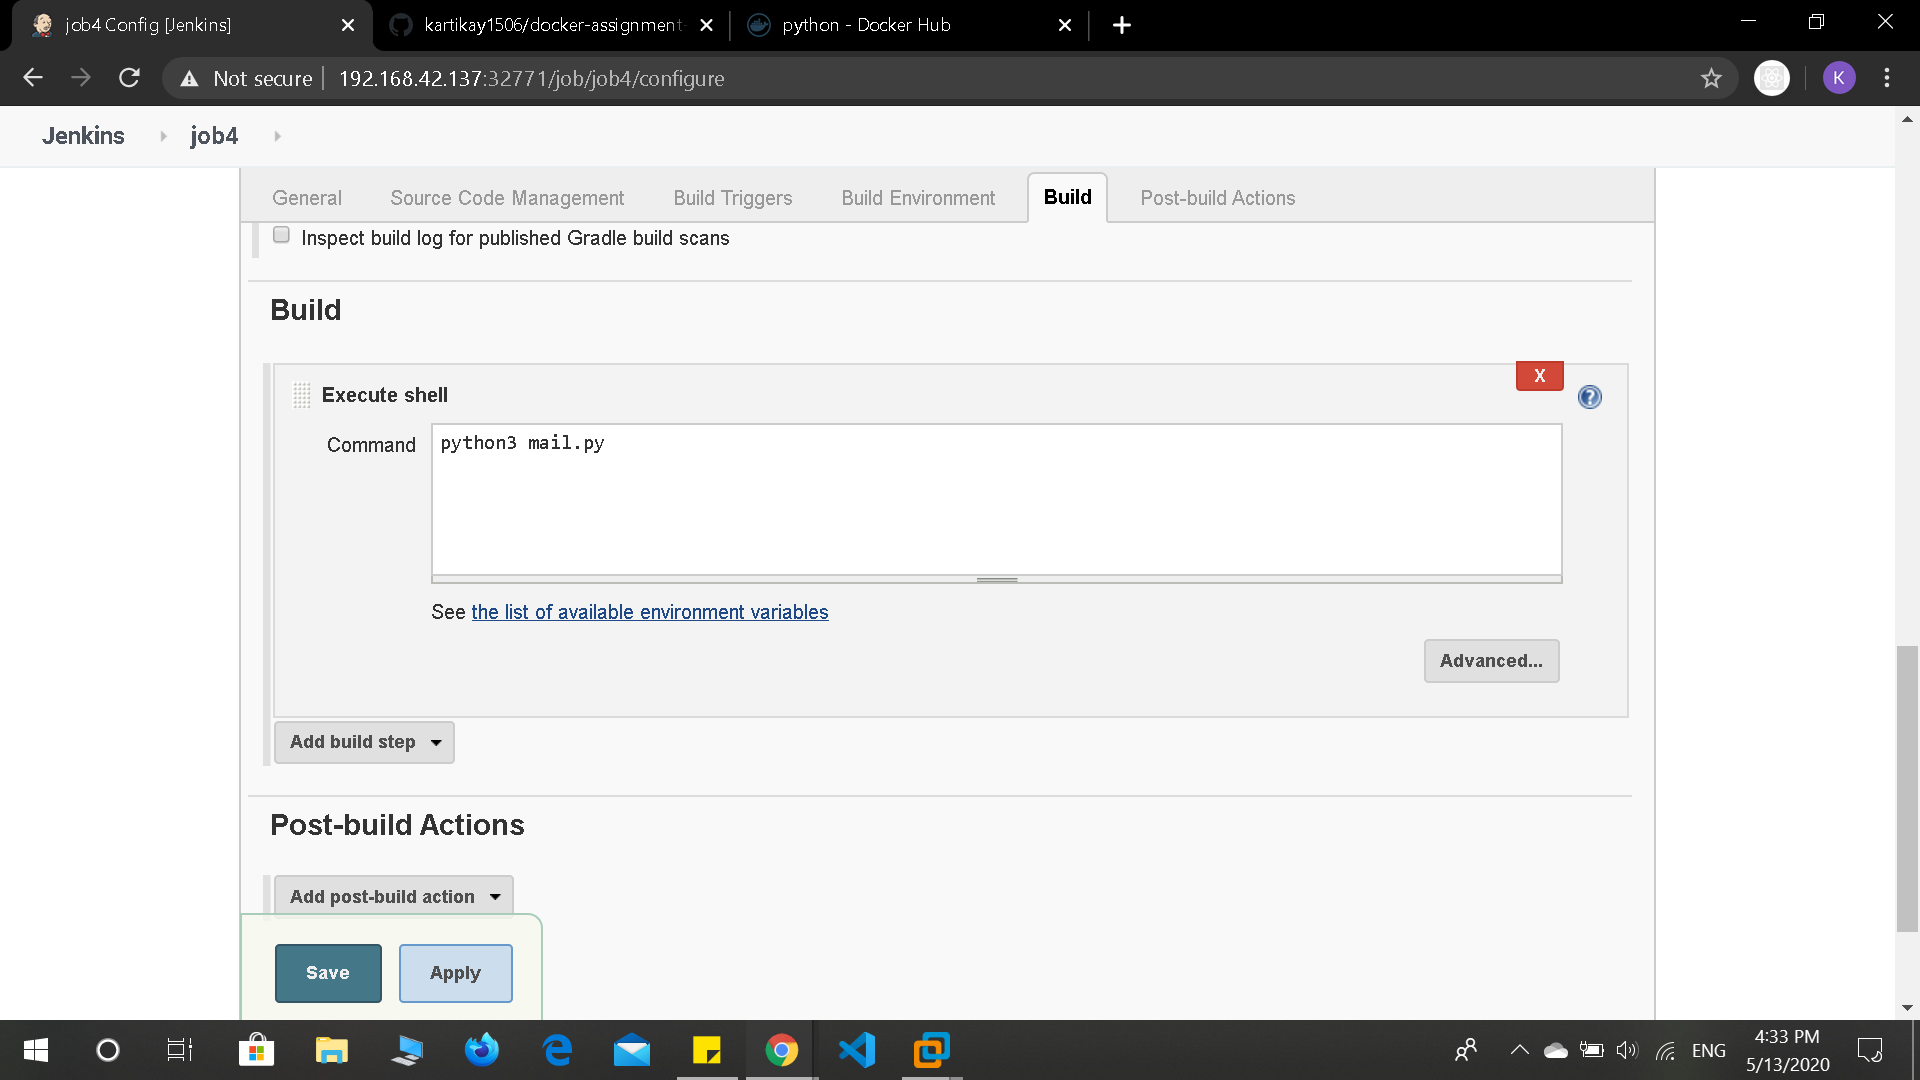 job4 Config [Jenkins]
kartikay1506/docker-assignment-
python - Docker Hub
Not secure
192.168.42.137:32771/job/job4/configure
K
Jenkins
job4
General
Source Code Management
Build Triggers
Build Environment
Build
Post-build Actions
Inspect build log for published Gradle build scans
Build
X
Execute shell
?
Command
python3 mail.py
See the list of available environment variables
Advanced...
Add build step
Post-build Actions
Add post-build action
Save
Apply
ENG
4:33 PM
5/13/2020